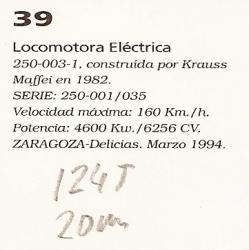 39
Locomotora Eléctrica
250-003-1, construída por Krauss
Maffei en 1982.
SERIE: 250-001/035
Velocidad máxima: 160 Km./h.
Potencia: 4600 Kw./6256 CV.
ZARAGOZA-Delicias. Marzo 1994.
124T
20m